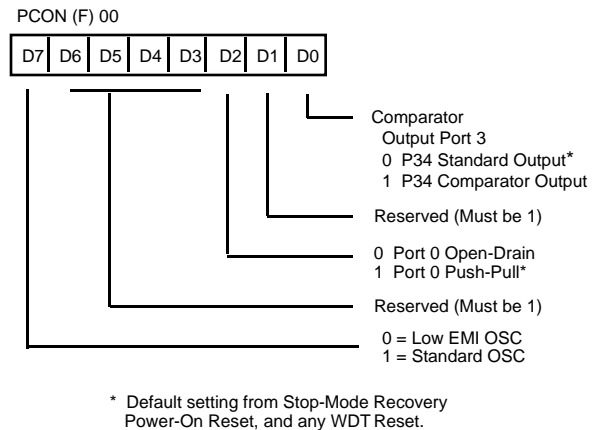 PCON (F) 00
D7 D6 D5 D4 D3 D2 D1 D0
Comparator
Output Port 3
0 P34 Standard Output*
1 P34 Comparator Output
Reserved (Must be 1)
0 Port 0 Open-Drain
1 Port 0 Push-Pull*
Reserved (Must be 1)
0 = Low EMI OSC
1 = Standard OSC
* Default setting from Stop-Mode Recovery
Power-On Reset, and any WDT Reset.